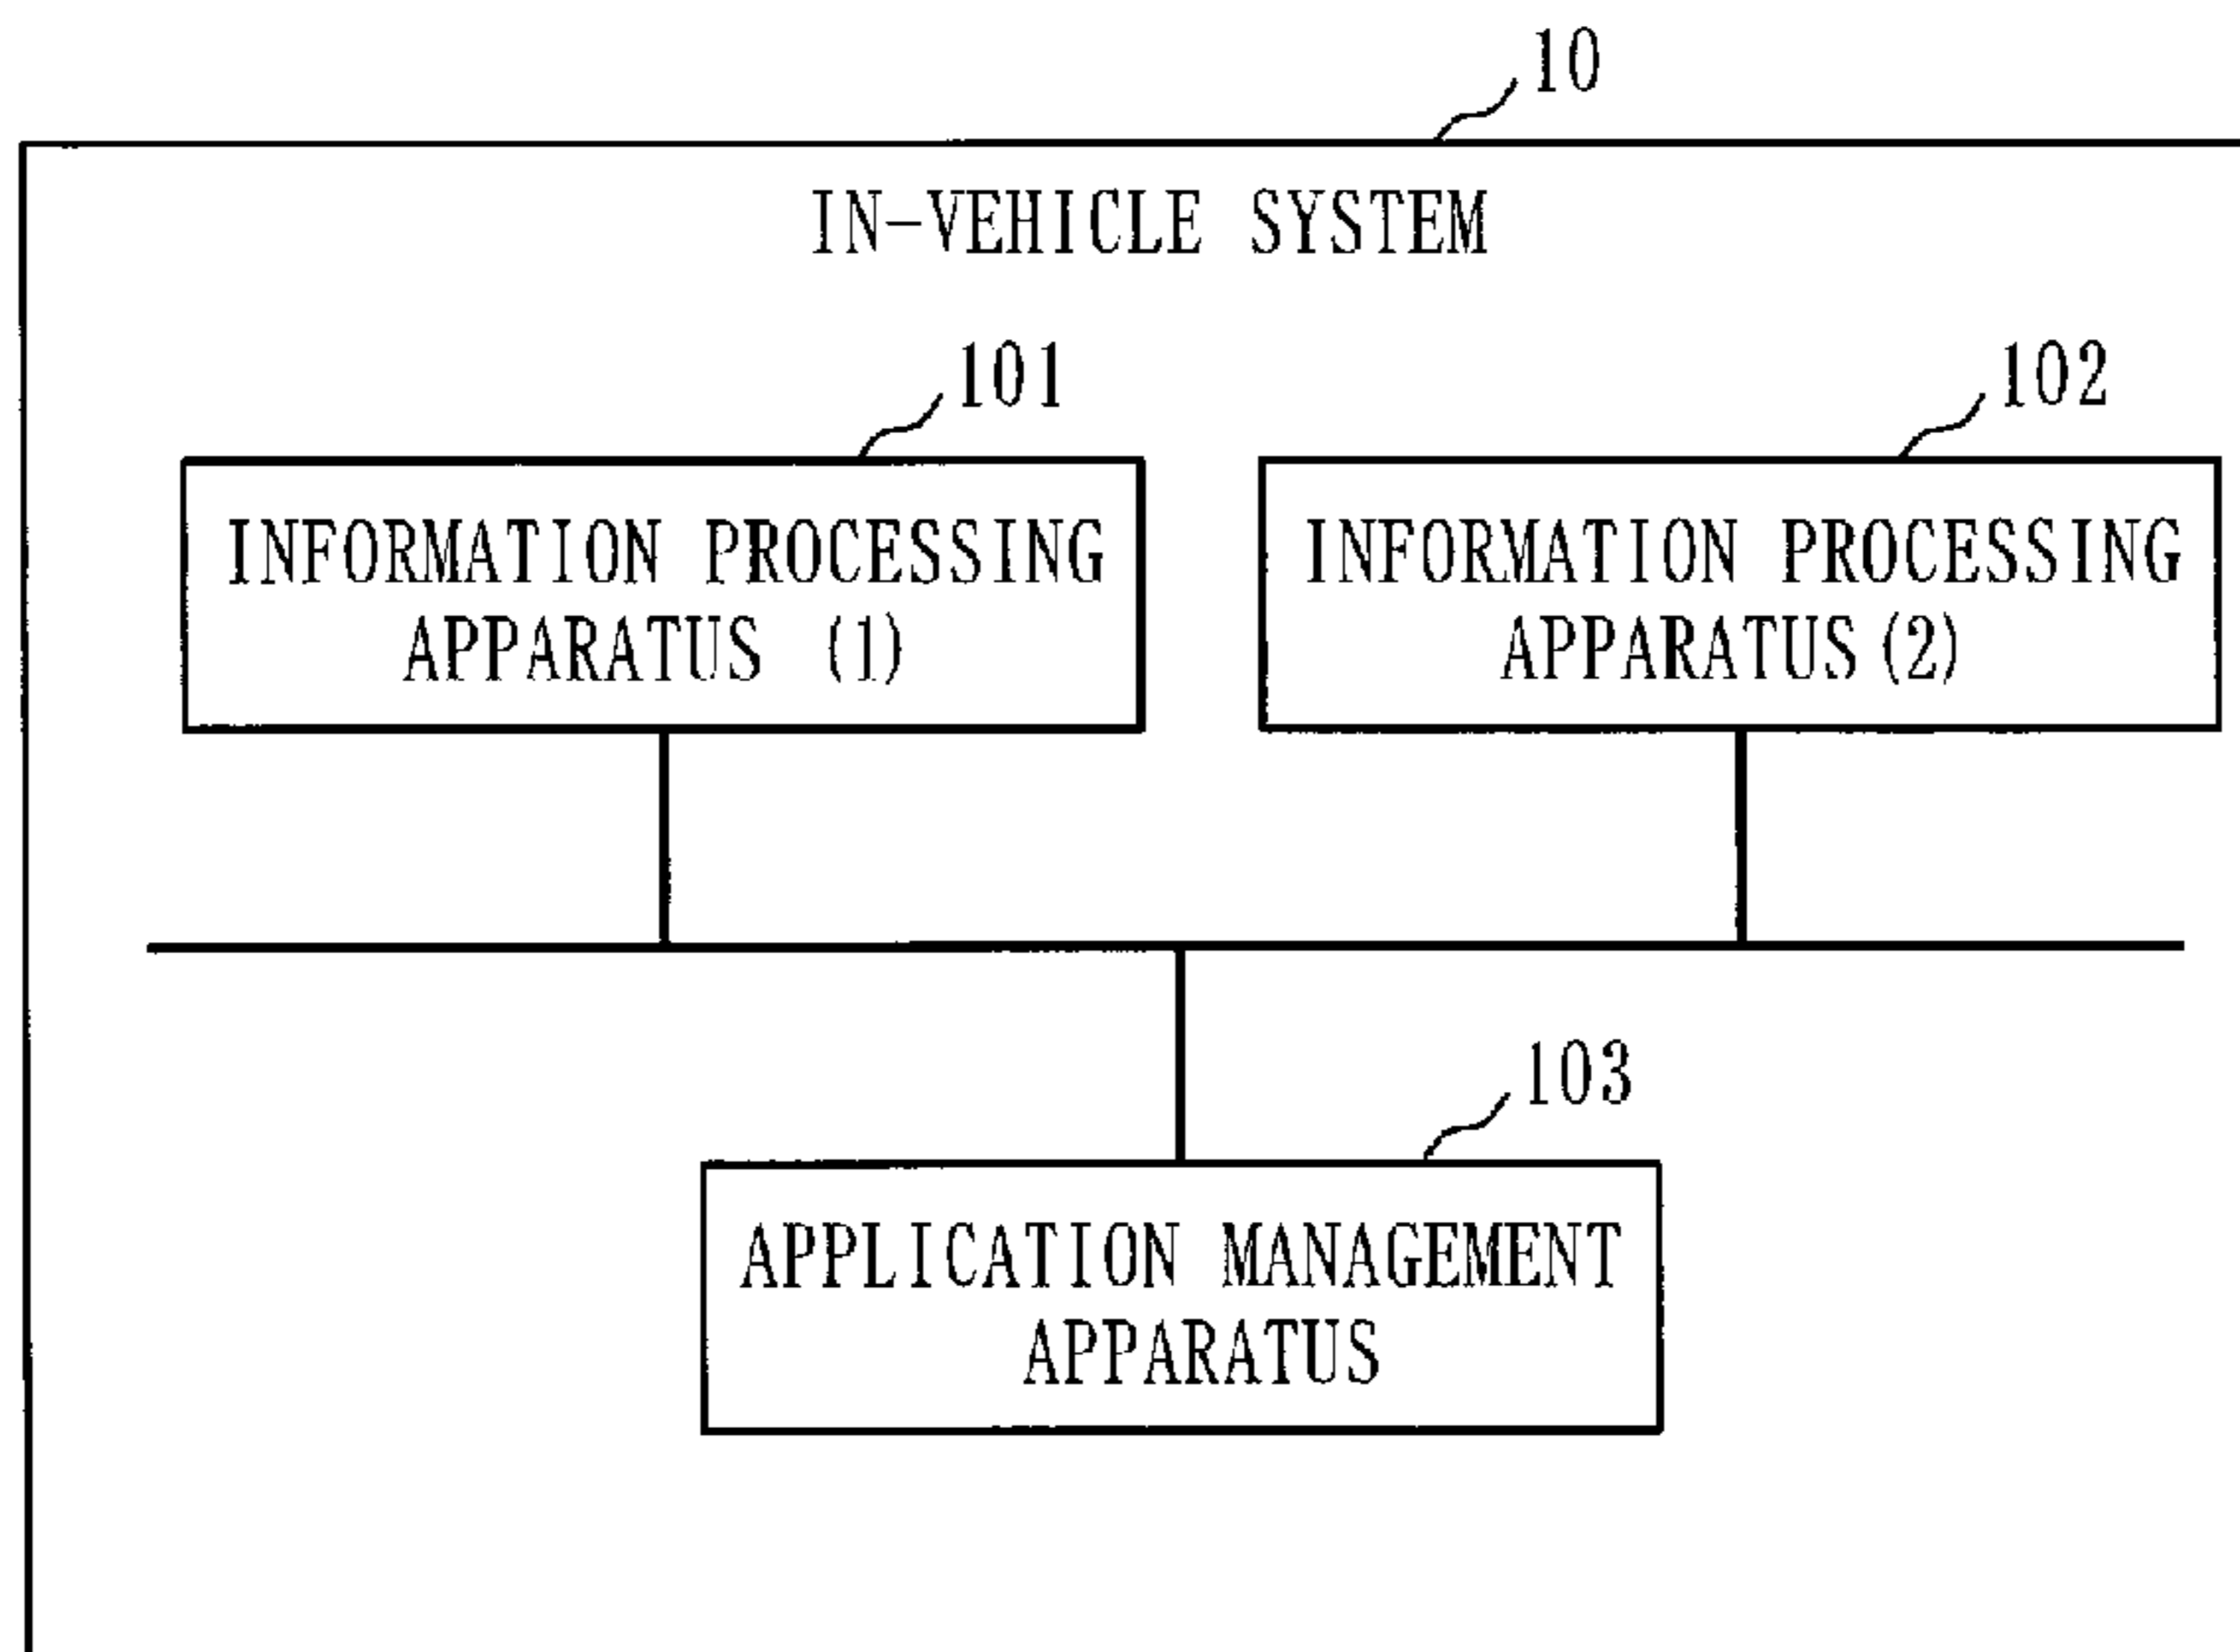 10
IN-VEHICLE SYSTEM
101
102
INFORMATION PROCESSING
APPARATUS (1)
INFORMATION PROCESSING
APPARATUS(2)
103
APPLICATION MANAGEMENT
APPARATUS